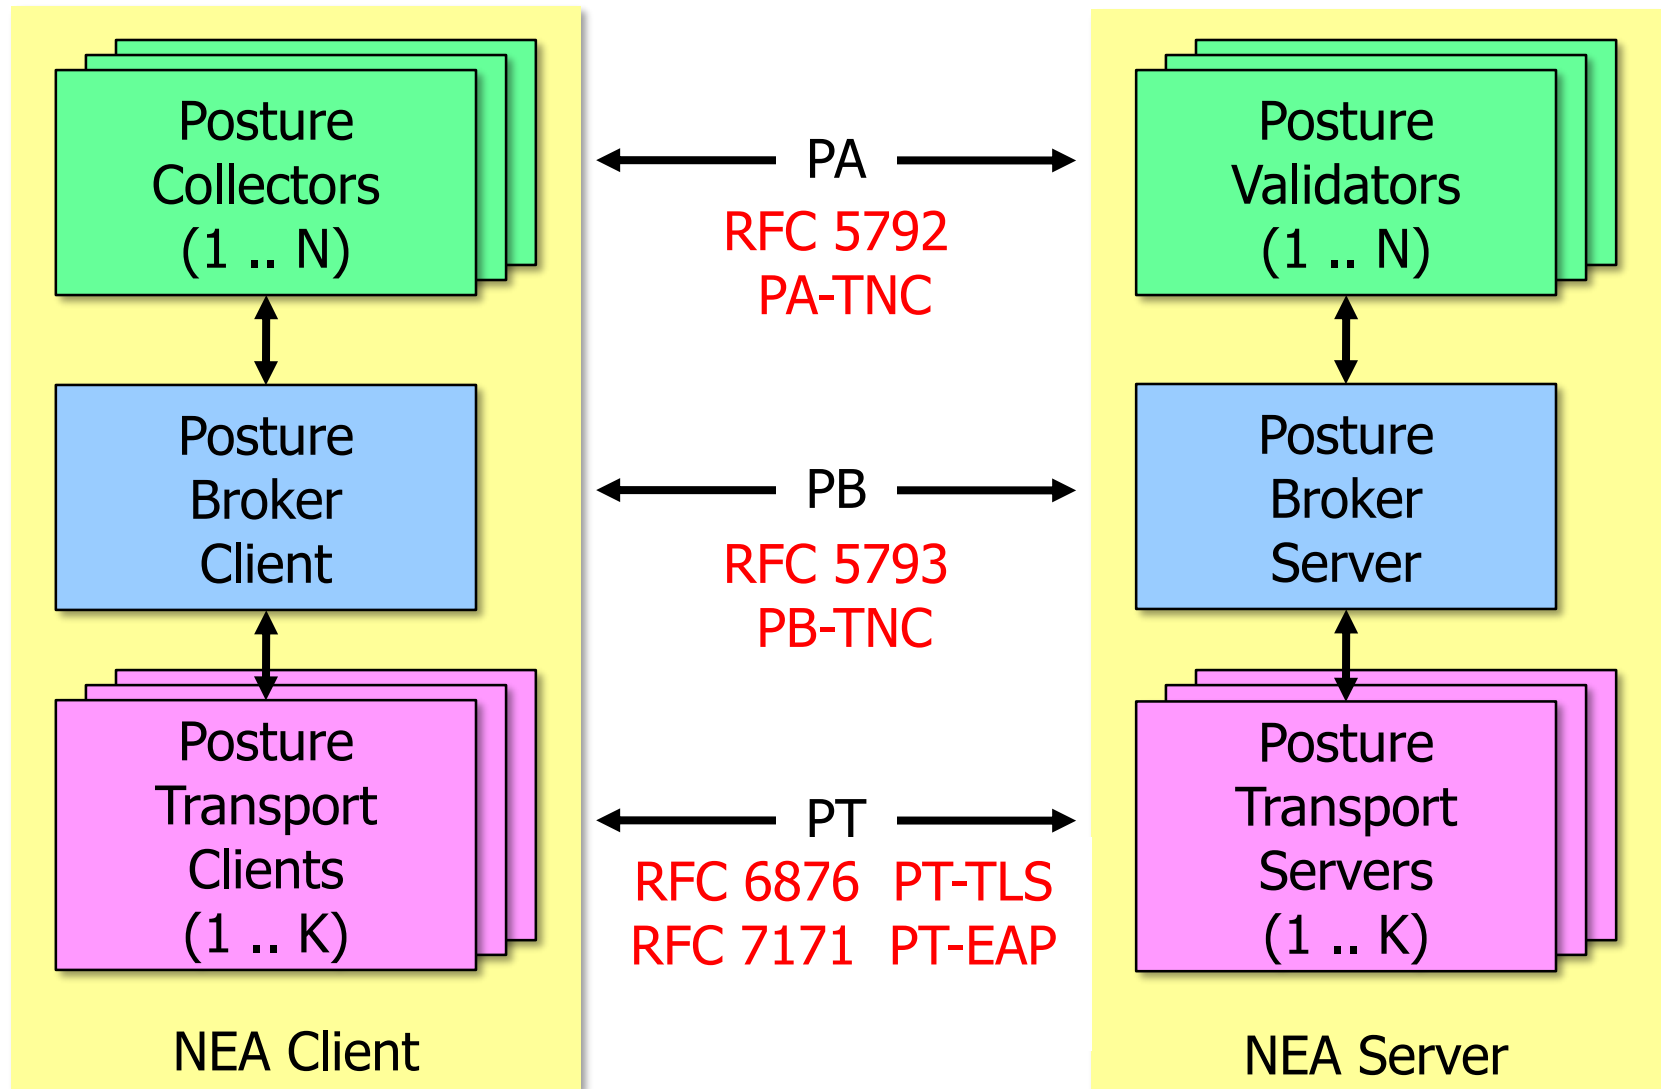 Posture
Collectors
(1 .. N)
Posture
Broker
Client
Posture
Transport
Clients
(1 .. K)
NEA Client
PA
RFC 5792
PA-TNC
PB
RFC 5793
PB-TNC
PT
RFC 6876 PT-TLS
RFC 7171 PT-EAP
Posture
Validators
(1 .. N)
Posture
Broker
Server
Posture
Transport
Servers
(1 .. K)
NEA Server